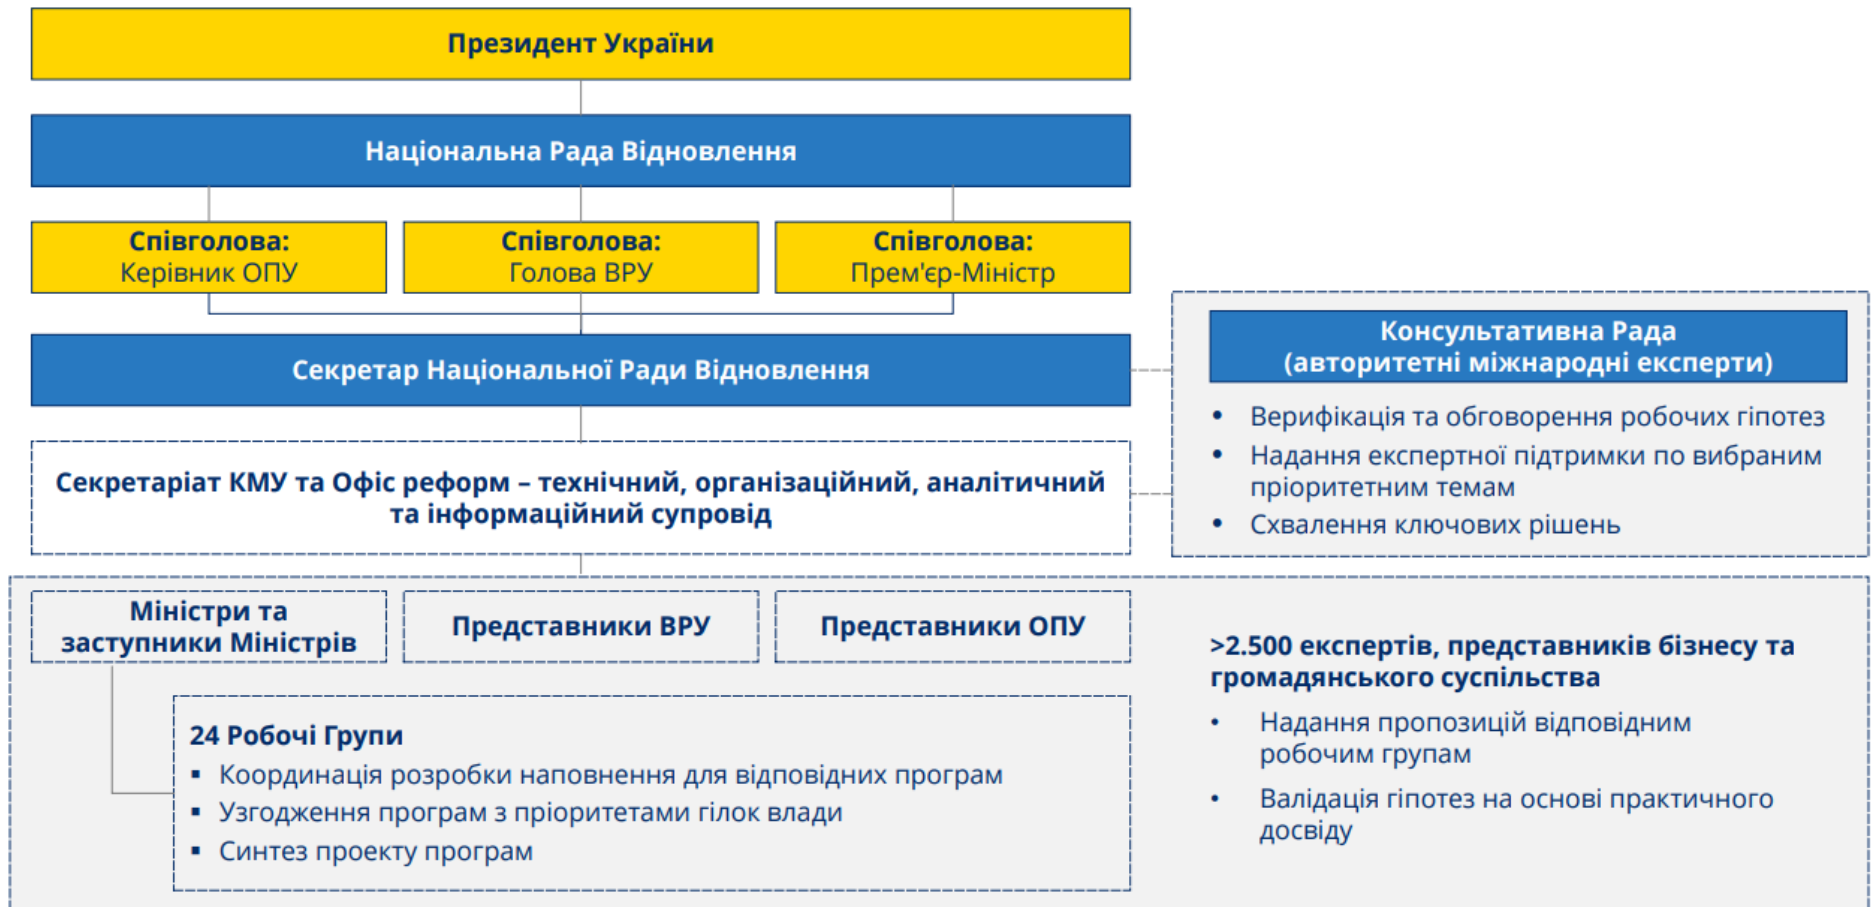 Президент України
Національна Рада Відновлення
Співголова:
Керівник ОПУ
Співголова:
Голова ВРУ
Співголова:
Прем'єр-Міністр
Секретар Національної Ради Відновлення
Консультативна Рада
(авторитетні міжнародні експерти)
• Верифікація та обговорення робочих гіпотез
• Надання експертної підтримки по вибраним
пріоритетним темам
• Схвалення ключових рішень
Секретаріат КМУ та Офіс реформ – технічний, організаційний, аналітичний
та інформаційний супровід
Міністри та
заступники Міністрів
Представники ВРУ
Представники ОПУ
24 Робочі Групи
▪ Координація розробки наповнення для відповідних програм
▪ Узгодження програм з пріоритетами гілок влади
▪ Синтез проекту програм
>2.500 експертів, представників бізнесу та
громадянського суспільства
• Надання пропозицій відповідним
робочим групам
• Валідація гіпотез на основі практичного
досвіду